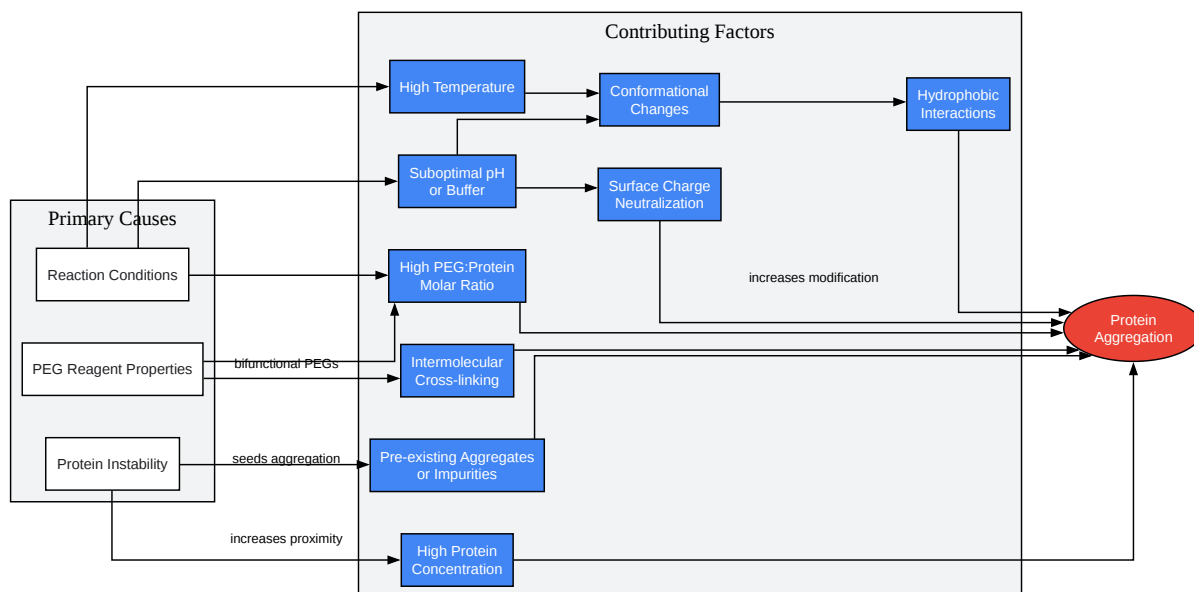 Contributing Factors
High Temperature
Conformational
Changes
Hydrophobic
Interactions
Suboptimal pH
or Buffer
Surface Charge
Neutralization
Primary Causes
Reaction Conditions
High PEG:Protein
Molar Ratio
increases modification
Protein
Aggregation
PEG Reagent Properties
bifunctional PEGs
Intermolecular
Cross-linking
Protein Instability
seeds aggregation
Pre-existing Aggregates
or Impurities
increases proximity
High Protein
Concentration